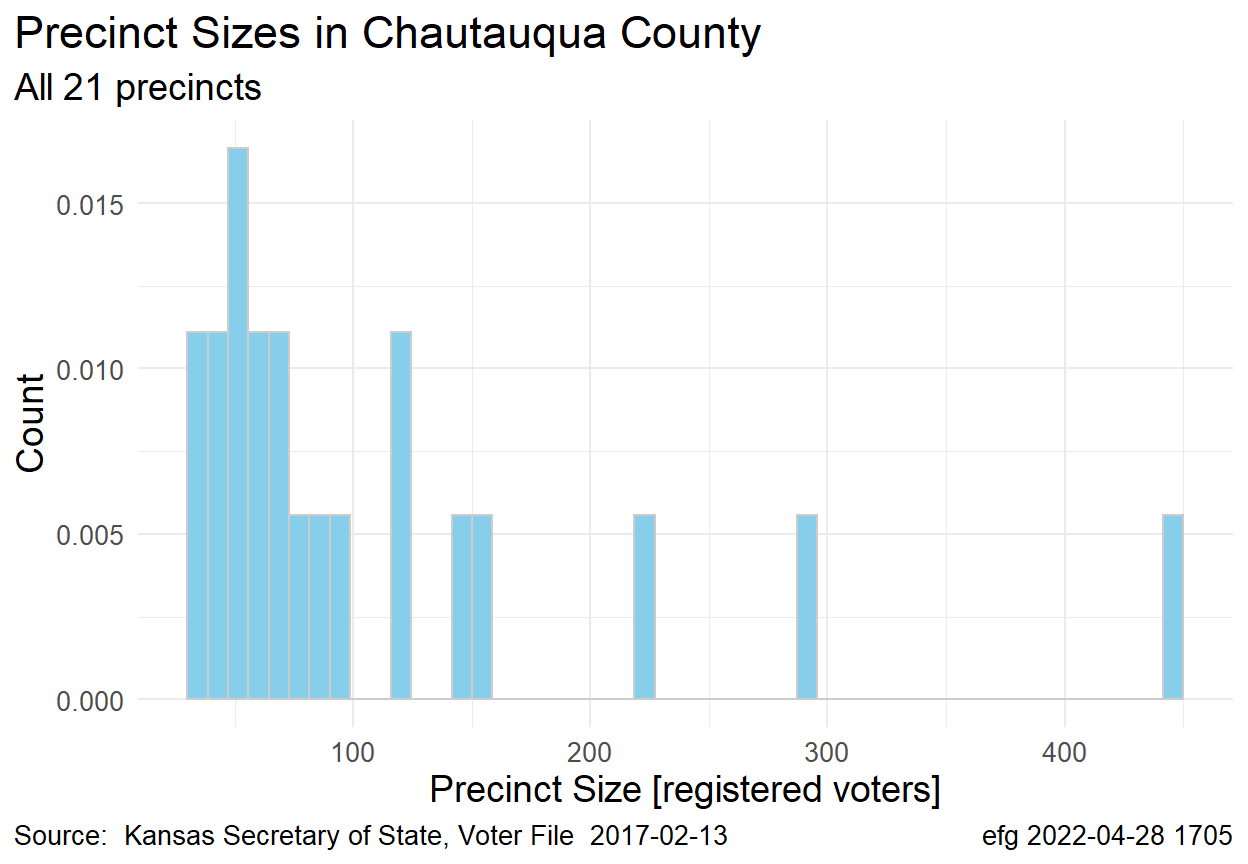 Precinct Sizes in Chautauqua County
All 21 precincts
0.015
0.010
0.005
0.000
Count
100 200 300 400
Precinct Size [registered voters]
Source:  Kansas Secretary of State, Voter File  2017-02-13
efg 2022-04-28 1705